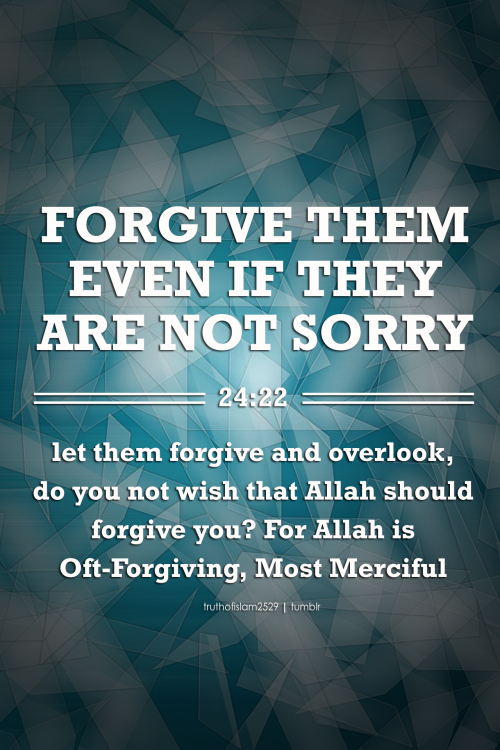 FORGIVE THEM
EVEN IF THEY
ARE NOT SORRY
24:22
let them forgive and overlook,
do you not wish that Allah should
forgive you? For Allah is
Oft-Forgiving, Most Merciful
truthofislam2529 | tumblr